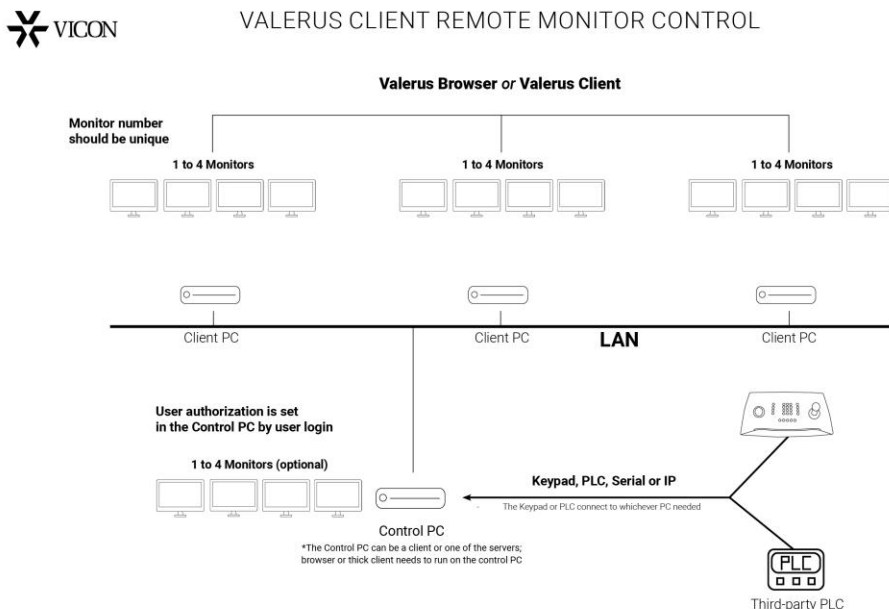 VICON
VALERUS CLIENT REMOTE MONITOR CONTROL
Valerus Browser or Valerus Client
Monitor number
should be unique
1 to 4 Monitors
1 to 4 Monitors
1 to 4 Monitors
Client PC
Client PC
LAN
Client PC
User authorization is set
in the Control PC by user login
1 to 4 Monitors (optional)
Keypad, PLC, Serial or IP
- The Keypad or PLC connect to whichever PC needed
Control PC
*The Control PC can be a client or one of the servers;
browser or thick client needs to run on the control PC
PLC
Third-party PLC